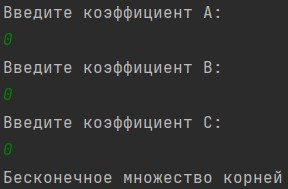 Введите коэффициент A:
0
Введите коэффициент B:
0
Введите коэффициент C:
0
Бесконечное множество корней